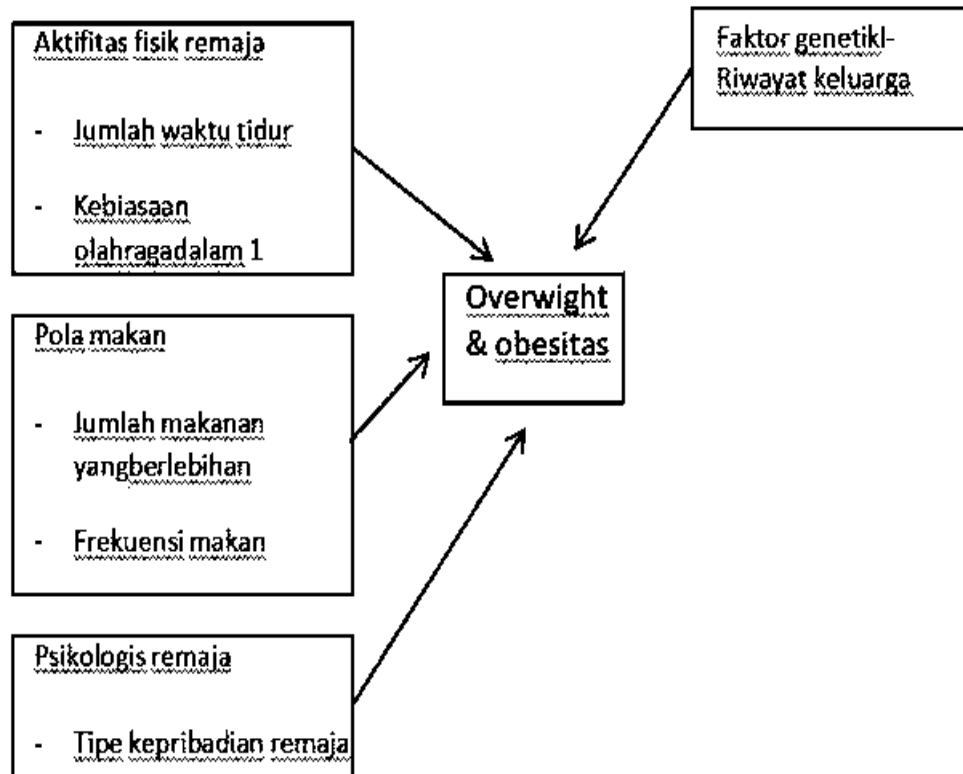 Aktifitas fisik remaja
- Jumlah waktu tidur
- Kebiasaan
olahragadalam 1
Faktor genetikl-
Riwayat keluarga
Overwight
& obesitas
Pola makan
- Jumlah makanan
yangberlebihan
- Frekuensi makan
Psikologis remaja
- Tipe kepribadian remaja